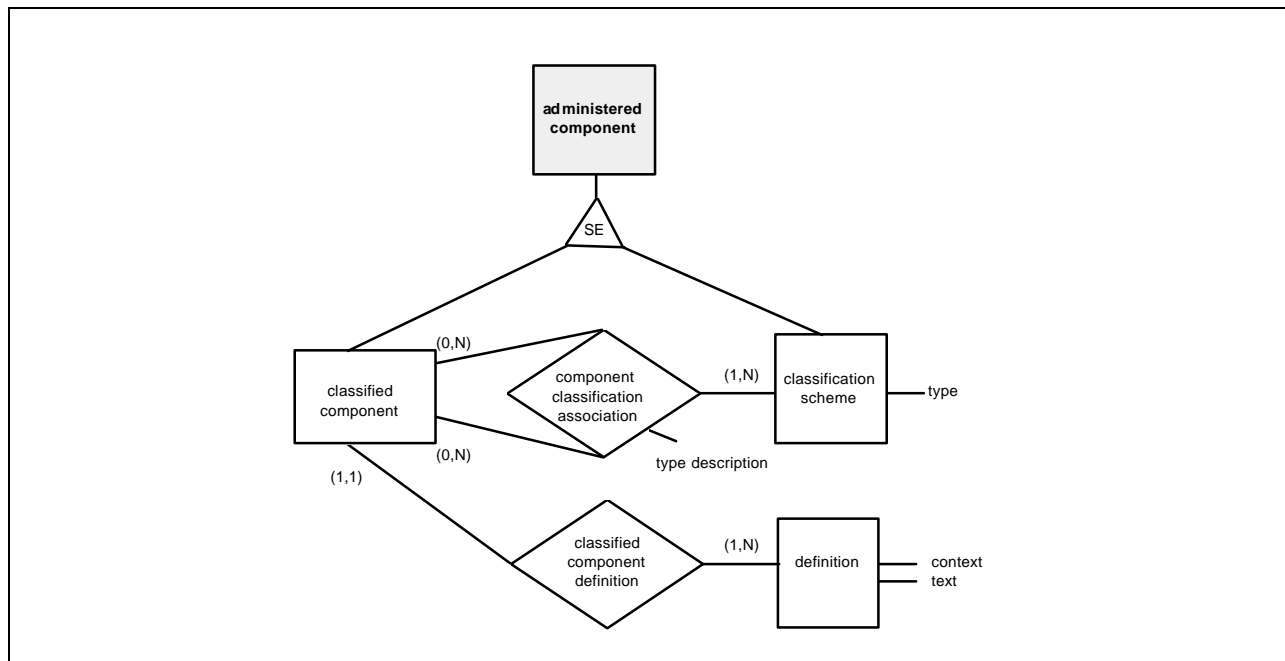 administered
component
SE
(0,N)
classified
component
component
classification
association
(1,N)
classification
scheme
type
(0,N)
type description
(1,1)
classified
component
definition
(1,N)
definition
context
text